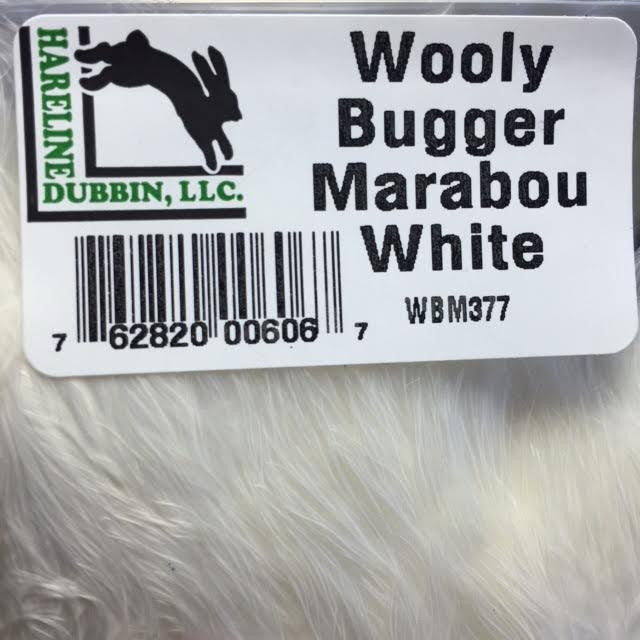 HARELINE
DUBBIN, LLC.
Wooly
Bugger
Marabou
White
WBM377
7 62820 00606 7